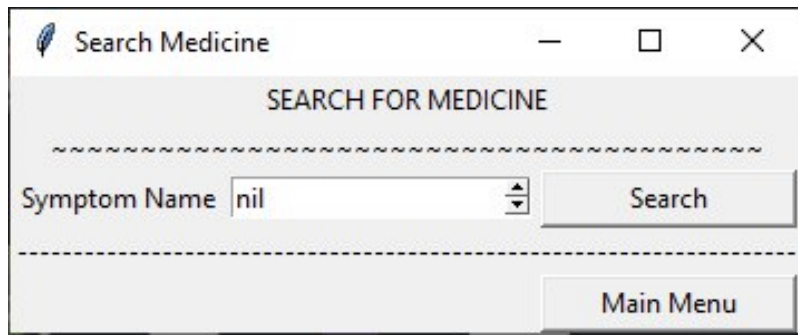 Search Medicine
SEARCH FOR MEDICINE
~~~~~~~~~~~~~~~~~~~~~~~~~~~~~~~~~~~~~~~~
Symptom Name nil Search
----------------------------------------------------------------------
Main Menu